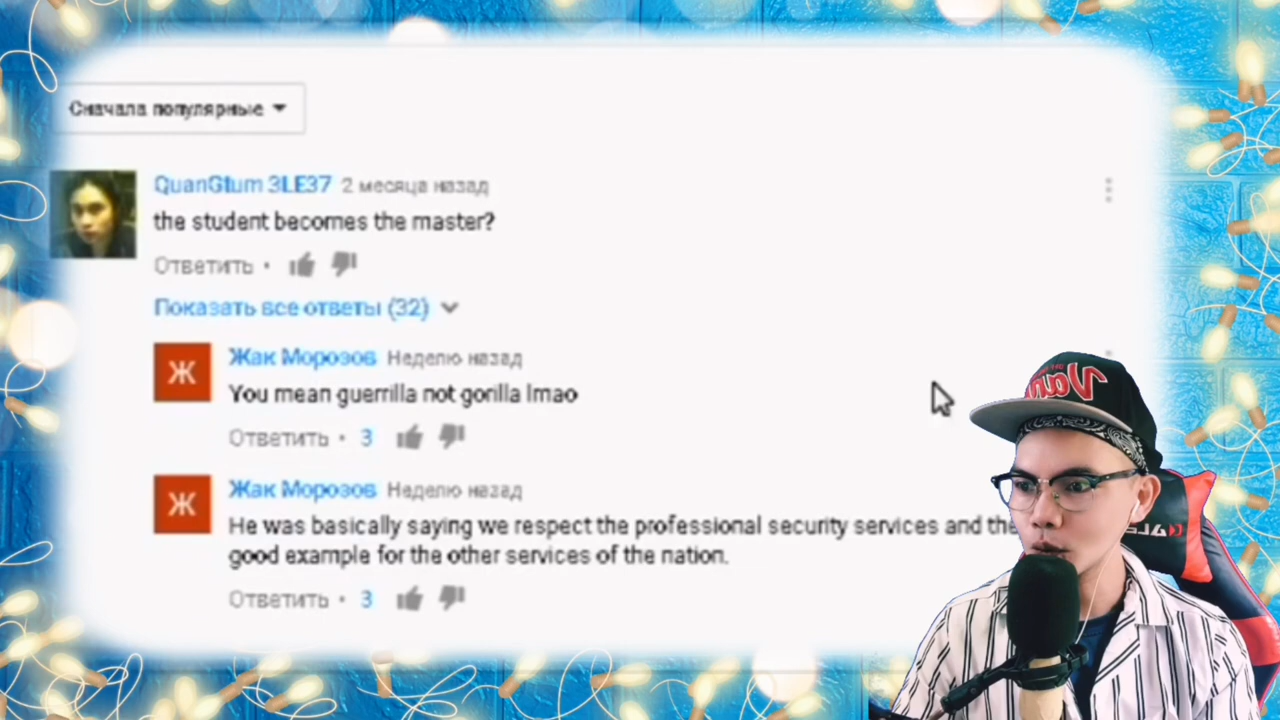 Сначала популярные
QuanGtum 3LE37 2 месяца назад
the student becomes the master?
Ответить
Показать все ответы (32)
Ж Жак Морозов Неделю назад
You mean guerrilla not gorilla lmao
Ответить 3
Ж Жак Морозов Неделю назад
He was basically saying we respect the professional security services and the
good example for the other services of the nation.
Ответить 3